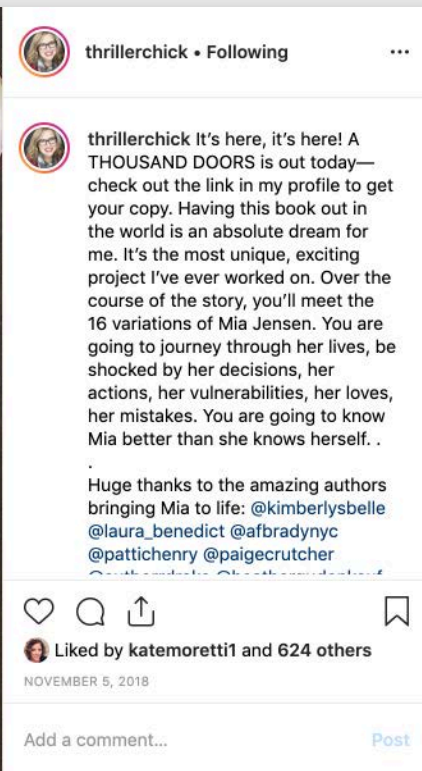 thrillerchick • Following
thrillerchick It's here, it's here! A
THOUSAND DOORS is out today—
check out the link in my profile to get
your copy. Having this book out in
the world is an absolute dream for
me. It's the most unique, exciting
project I've ever worked on. Over the
course of the story, you'll meet the
16 variations of Mia Jensen. You are
going to journey through her lives, be
shocked by her decisions, her
actions, her vulnerabilities, her loves,
her mistakes. You are going to know
Mia better than she knows herself. .
.
Huge thanks to the amazing authors
bringing Mia to life: @kimberlysbelle
@laura_benedict @afbradynyc
@pattichenry @paigecrutcher
Liked by katemoretti1 and 624 others
NOVEMBER 5, 2018
Add a comment...
Post